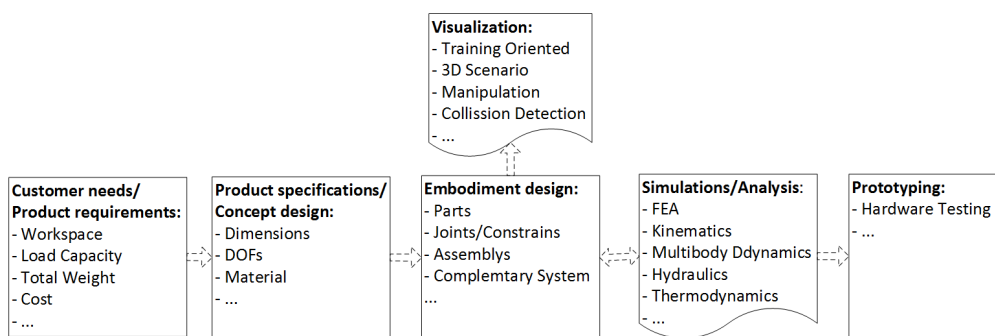 Visualization:
- Training Oriented
- 3D Scenario
- Manipulation
- Collission Detection
- ...
Customer needs/
Product requirements:
- Workspace
- Load Capacity
- Total Weight
- Cost
- ...
Product specifications/
Concept design:
- Dimensions
- DOFs
- Material
- ...
Embodiment design:
- Parts
- Joints/Constrains
- Assemblys
- Complemtary System
...
Simulations/Analysis:
- FEA
- Kinematics
- Multibody Ddynamics
- Hydraulics
- Thermodynamics
- ...
Prototyping:
- Hardware Testing
- ...